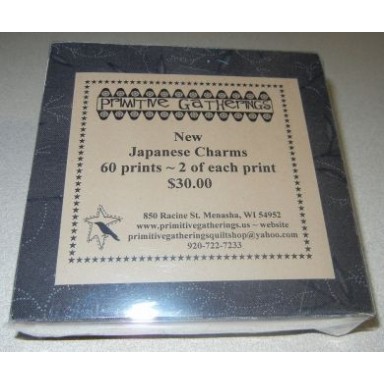 Primitive Gatherings
New
Japanese Charms
60 prints ~ 2 of each print
$30.00
850 Racine St. Menasha, WI 54952
www.primitivegatherings.us ~ website
primitivegatheringsquiltshop@yahoo.com
920-722-7233